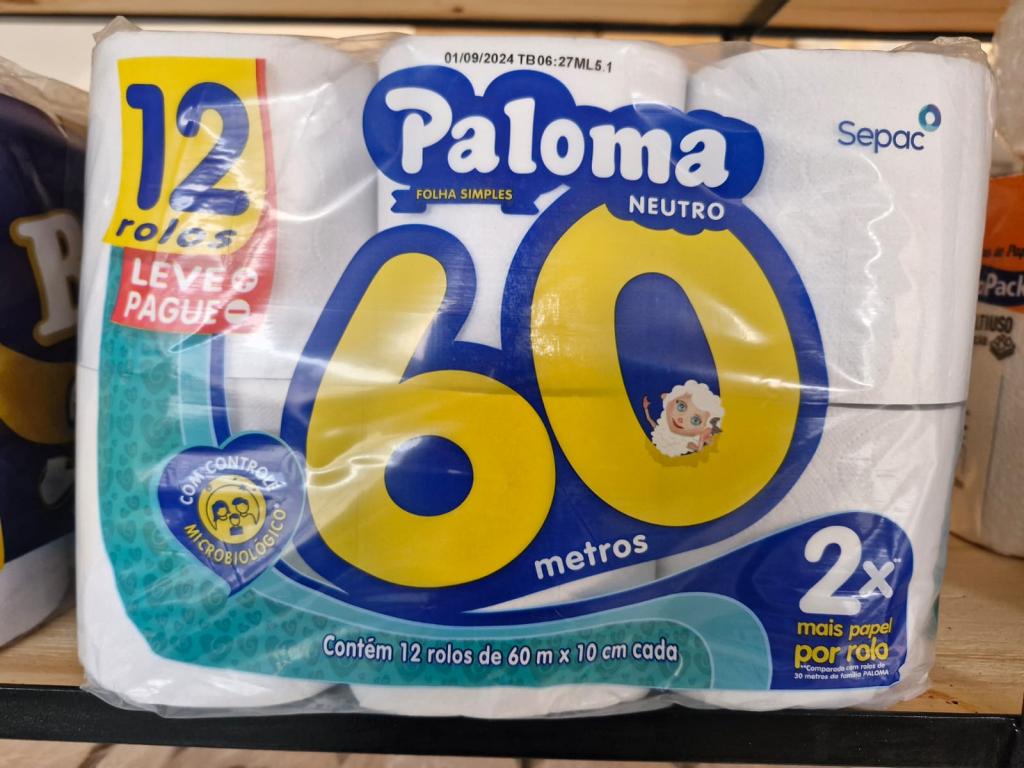 01/09/2024 TB06:27ML5.1
12
rolos
LEVE +
PAGUE -
Paloma
FOLHA SIMPLES
NEUTRO
Sepac
60
metros
COM CONTROLE
MICROBIOLÓGICO*
2x**
mais papel
por rolo
**Comparado com rolos de
30 metros da família PALOMA
Contém 12 rolos de 60 m x 10 cm cada
Pack